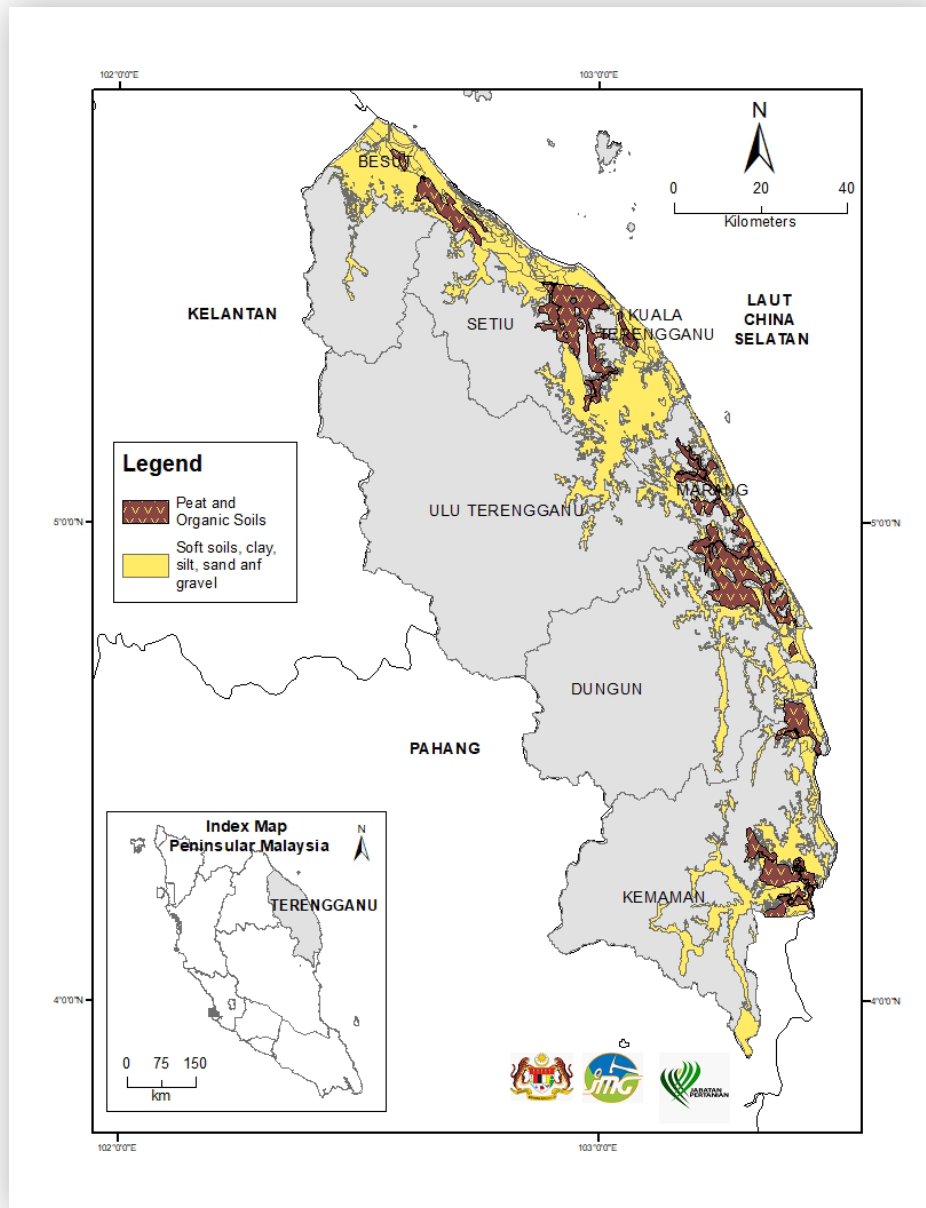 102°0'0"E
103°0'0"E
N
0 20 40
Kilometers
BESUT
KELANTAN
SETIU
KUALA
TERENGGANU
LAUT
CHINA
SELATAN
Legend
Peat and
Organic Soils
Soft soils, clay,
silt, sand anf
gravel
MARANG
ULU TERENGGANU
5°0'0"N
5°0'0"N
DUNGUN
PAHANG
Index Map
Peninsular Malaysia
N
TERENGGANU
0 75 150
km
KEMAMAN
4°0'0"N
4°0'0"N
JMG
JABATAN
PERTANIAN
102°0'0"E
103°0'0"E